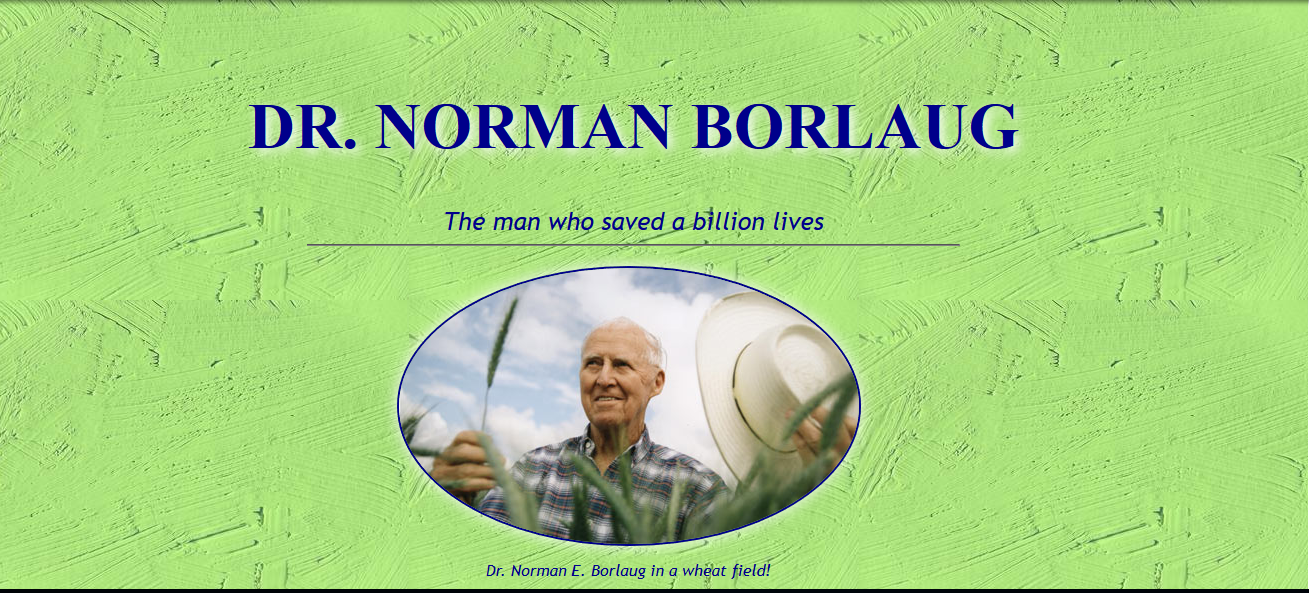 DR. NORMAN BORLAUG
The man who saved a billion lives
Dr. Norman E. Borlaug in a wheat field!